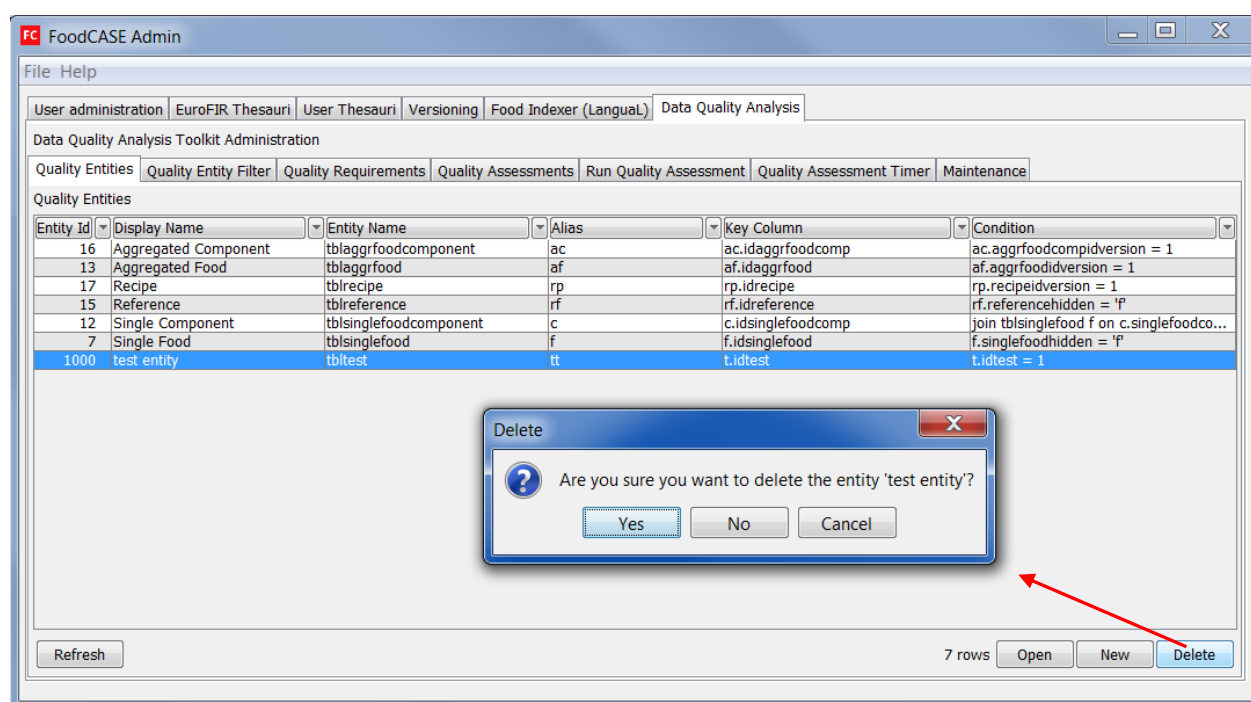 FC FoodCASE Admin
File Help
User administration EuroFIR Thesauri User Thesauri Versioning Food Indexer (LanguaL) Data Quality Analysis
Data Quality Analysis Toolkit Administration
Quality Entities Quality Entity Filter Quality Requirements Quality Assessments Run Quality Assessment Quality Assessment Timer Maintenance
Quality Entities
Entity Id Display Name Entity Name Alias Key Column Condition
16 Aggregated Component tblaggrfoodcomponent ac ac.idaggrfoodcomp ac.aggrfoodcompidversion = 1
13 Aggregated Food tblaggrfood af af.idaggrfood af.aggrfoodidversion = 1
17 Recipe tblrecipe rp rp.idrecipe rp.recipeidversion = 1
15 Reference tblreference rf rf.idreference rf.referencehidden = 'f'
12 Single Component tblsinglefoodcomponent c c.idsinglefoodcomp join tblsinglefood f on c.singlefoodco...
7 Single Food tblsinglefood f f.idsinglefood f.singlefoodhidden = 'f'
1000 test entity tbltest tt t.idtest t.idtest = 1
Delete
Are you sure you want to delete the entity 'test entity'?
Yes No Cancel
Refresh 7 rows Open New Delete